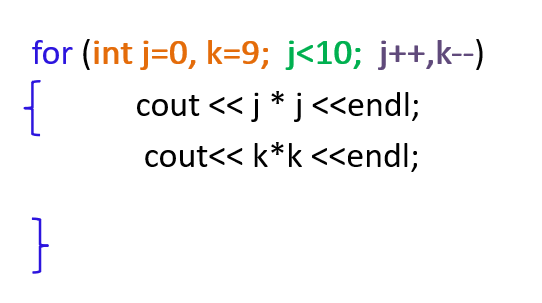 for (int j=0, k=9; j<10; j++,k--)
{ cout << j * j <<endl;
cout<< k*k <<endl;
}